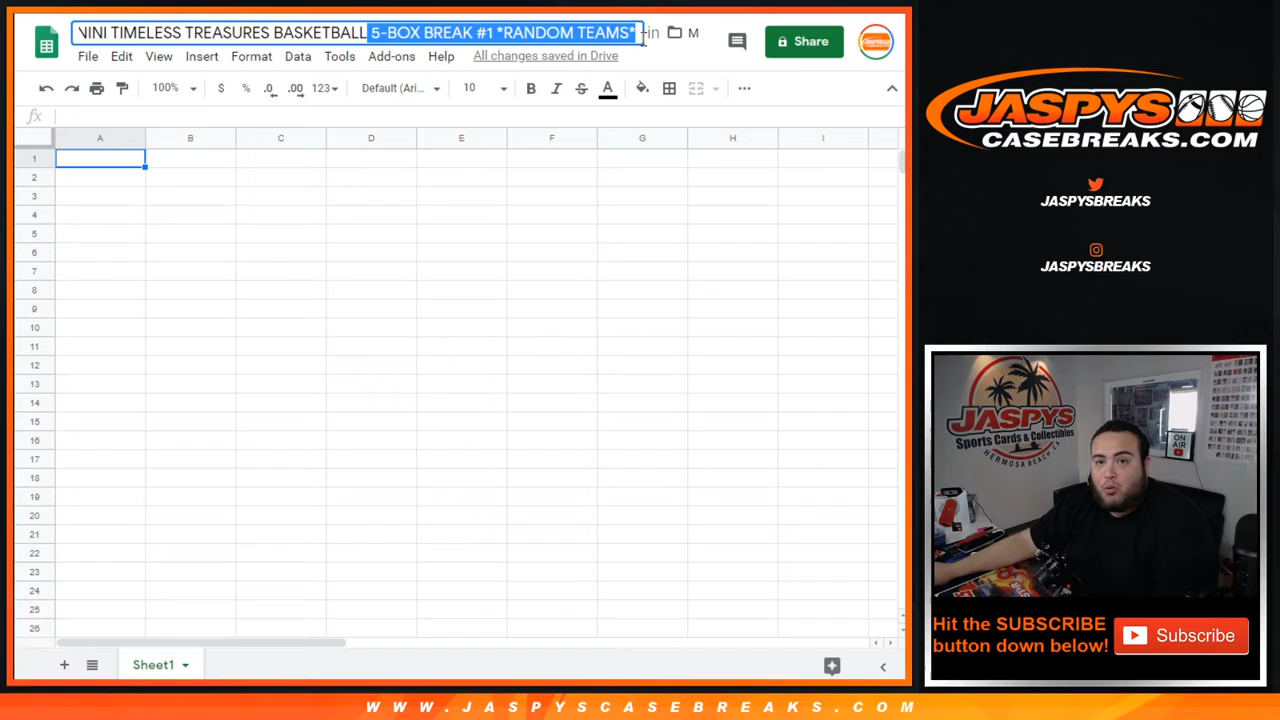 NINI TIMELESS TREASURES BASKETBALL 5-BOX BREAK #1 *RANDOM TEAMS* in M
Share
File Edit View Insert Format Data Tools Add-ons Help All changes saved in Drive
100% $ % .0 .00 123 Default (Ari... 10 B I S A
fx
A B C D E F G H I
1
2
3
4
5
6
7
8
9
10
11
12
13
14
15
16
17
18
19
20
21
22
23
24
25
26
+ Sheet1
JASPYS
CASEBREAKS.COM
JASPYSBREAKS
JASPYSBREAKS
JASPYS
Sports Cards & Collectibles
HERMOSA BEACH CA
ON
AIR
Hit the SUBSCRIBE
button down below!
Subscribe
WWW.JASPYSCASEBREAKS.COM